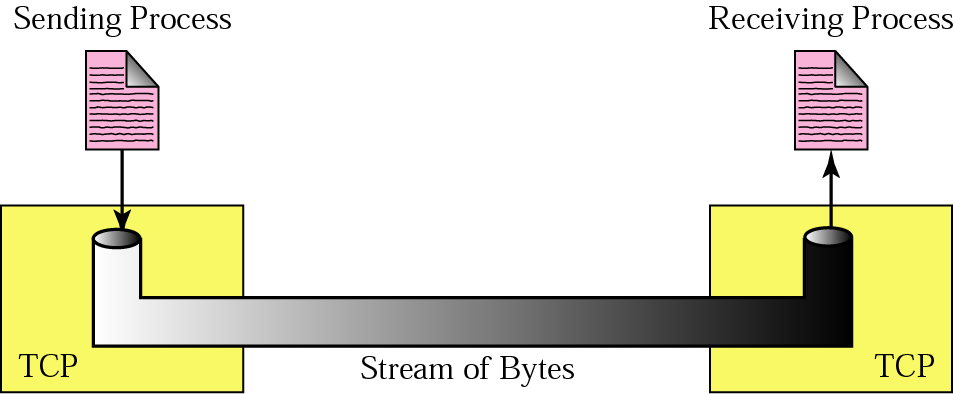 Sending Process
Receiving Process
TCP
Stream of Bytes
TCP